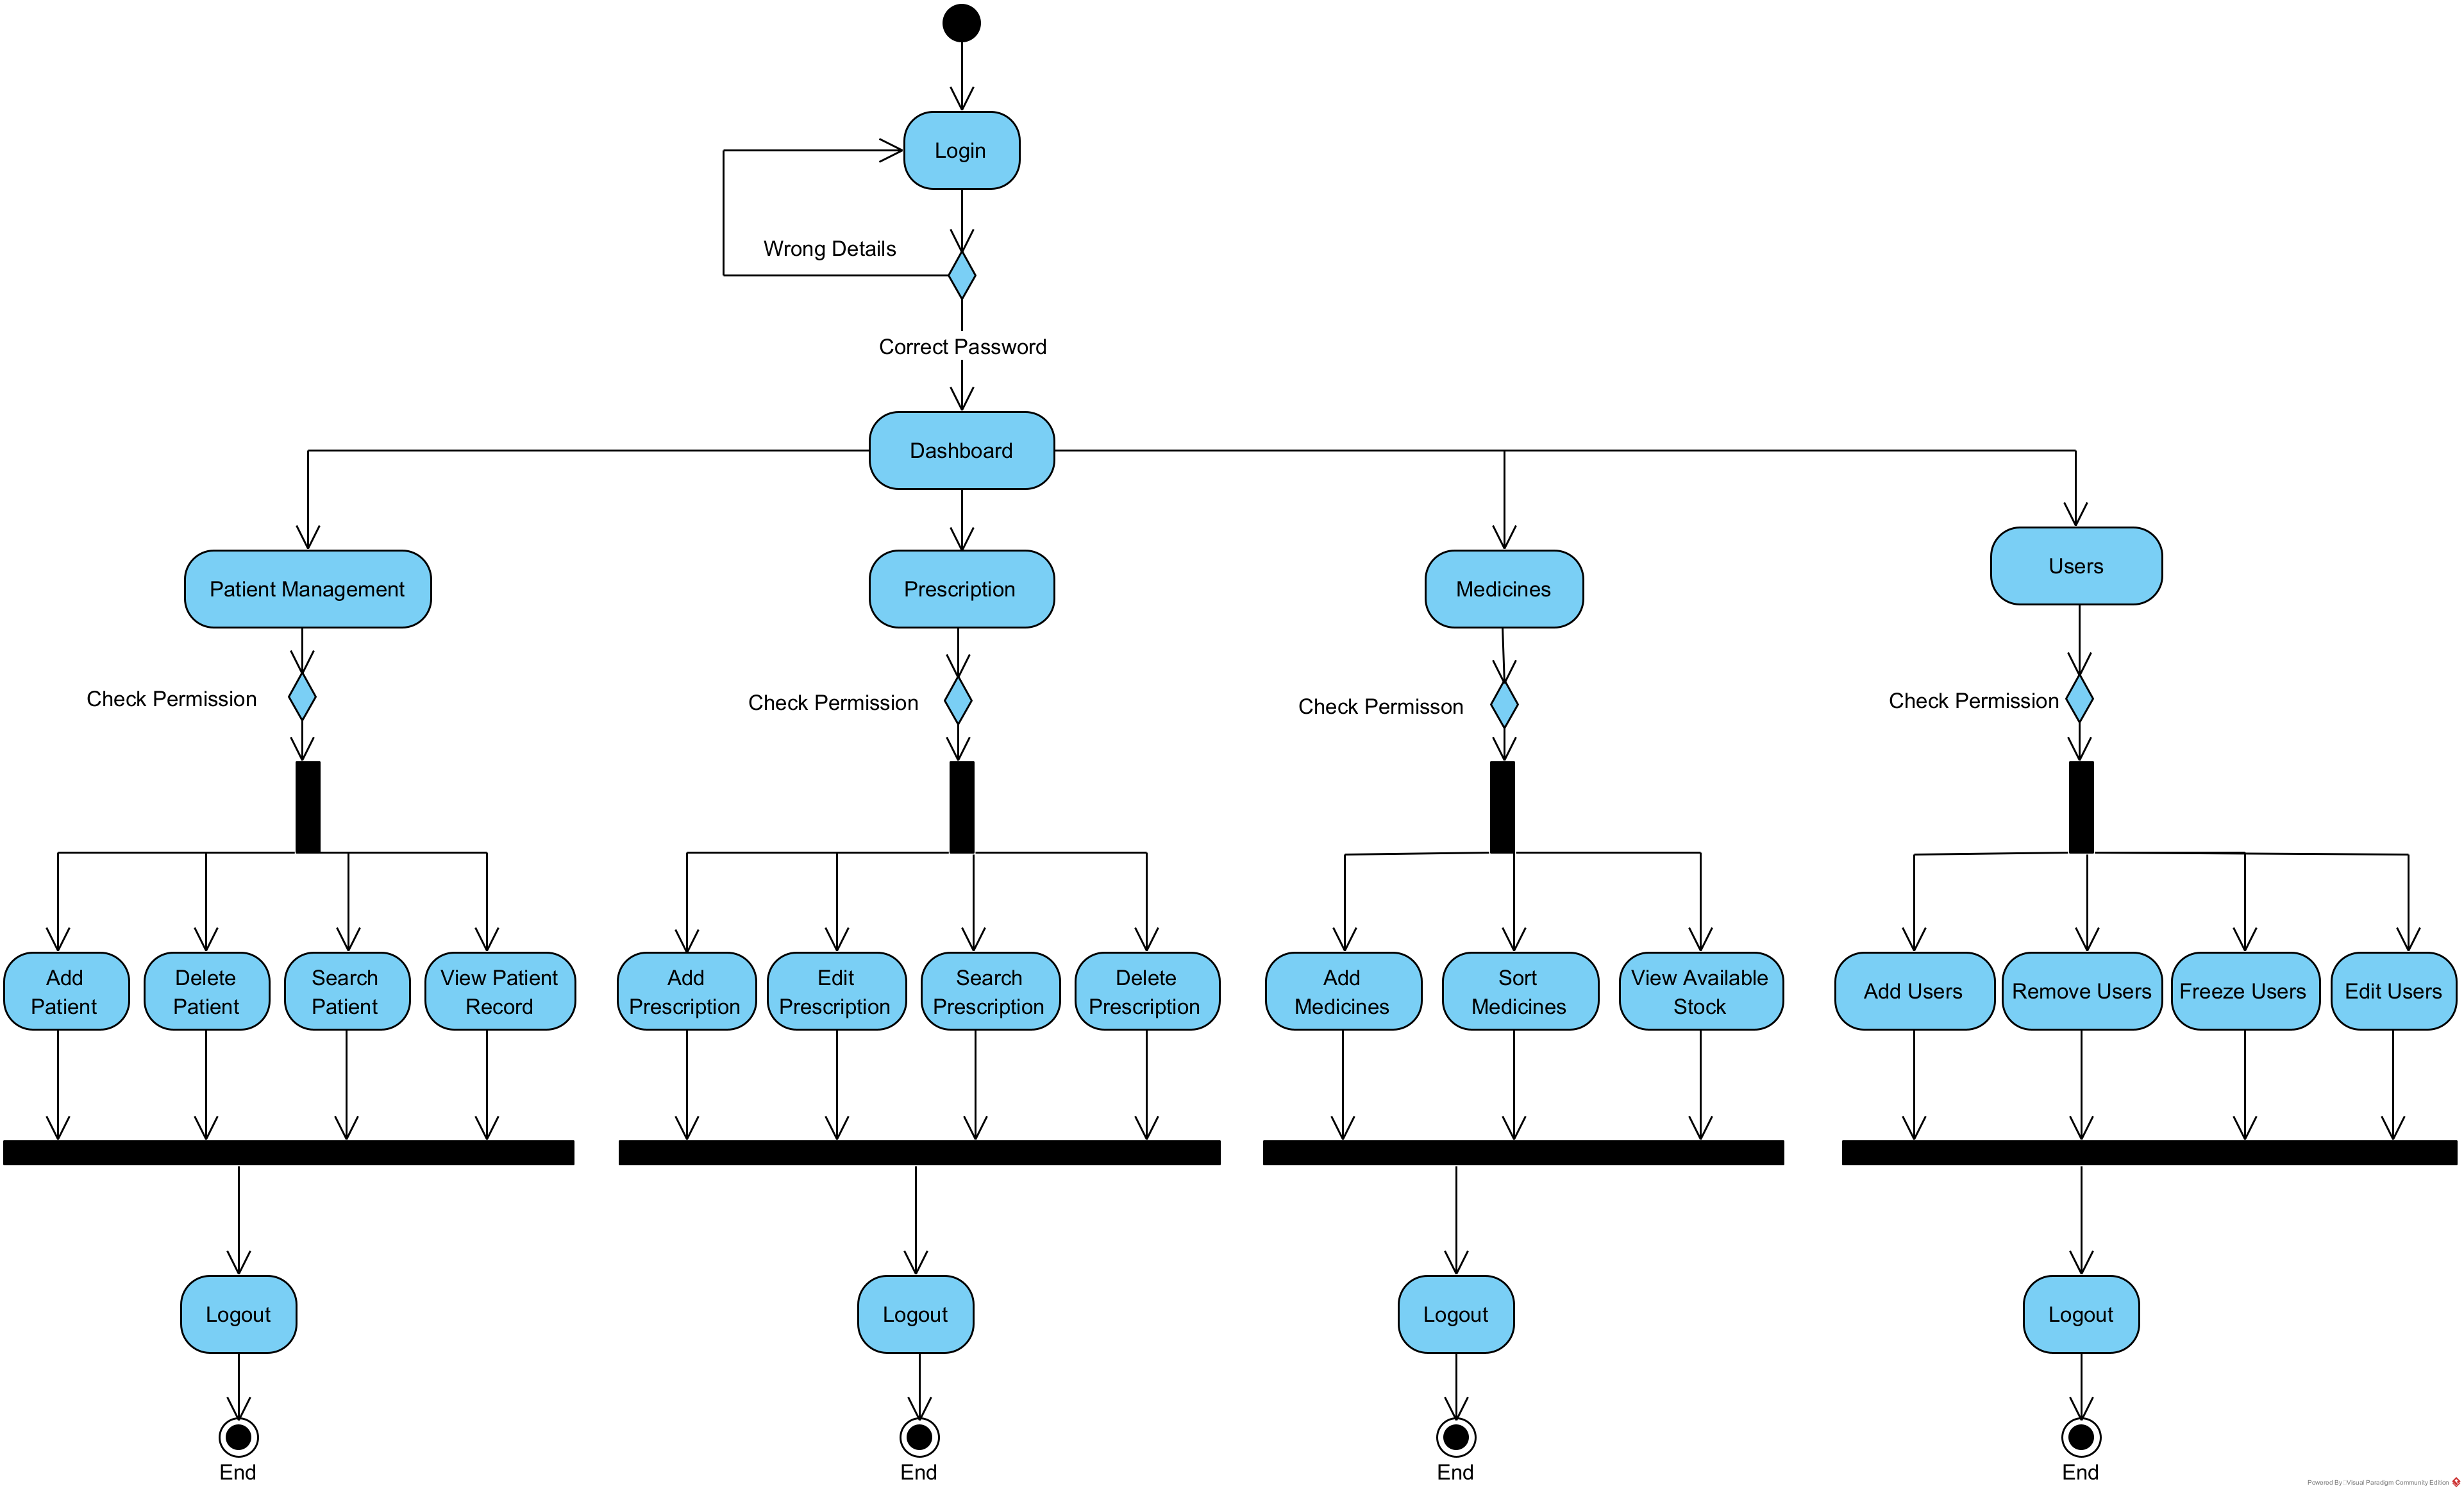 Login
Wrong Details
Correct Password
Dashboard
Patient Management
Prescription
Medicines
Users
Check Permission
Check Permission
Check Permisson
Check Permission
Add
Patient
Delete
Patient
Search
Patient
View Patient
Record
Add
Prescription
Edit
Prescription
Search
Prescription
Delete
Prescription
Add
Medicines
Sort
Medicines
View Available
Stock
Add Users
Remove Users
Freeze Users
Edit Users
Logout
Logout
Logout
Logout
End
End
End
End
Powered By Visual Paradigm Community Edition